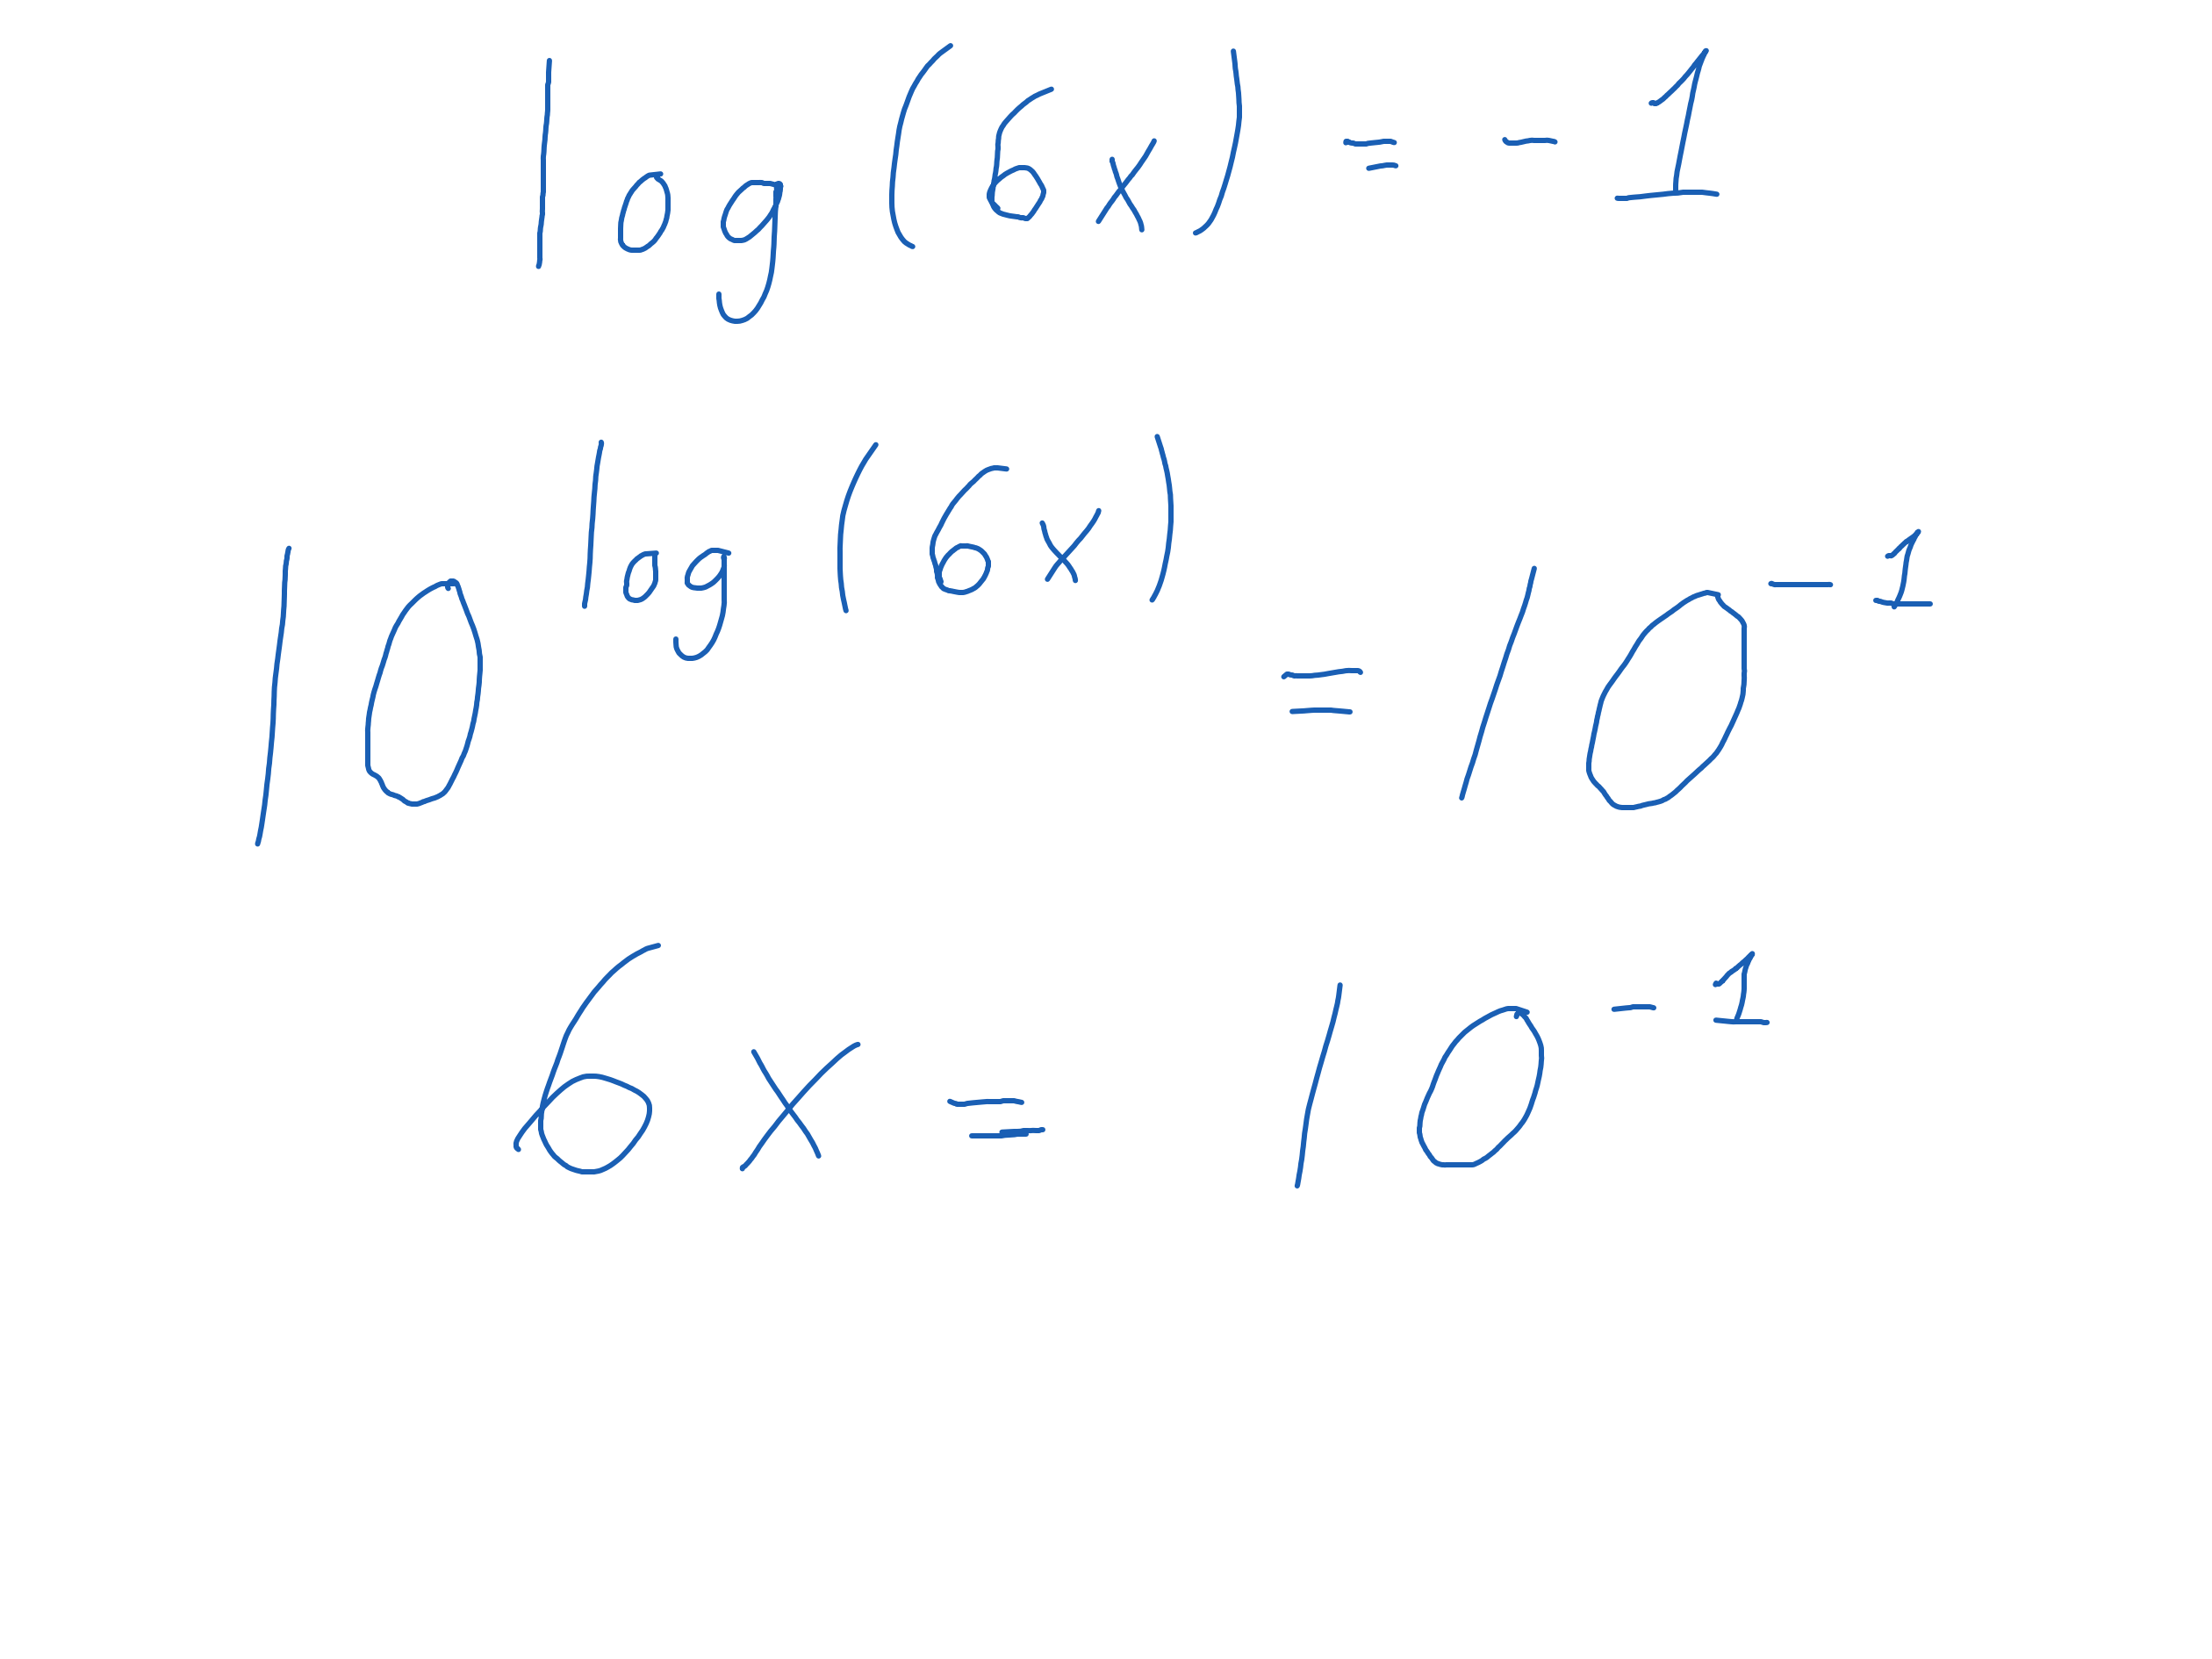 log(6x) = -1
10^log(6x) = 10^-1
6x = 10^-1